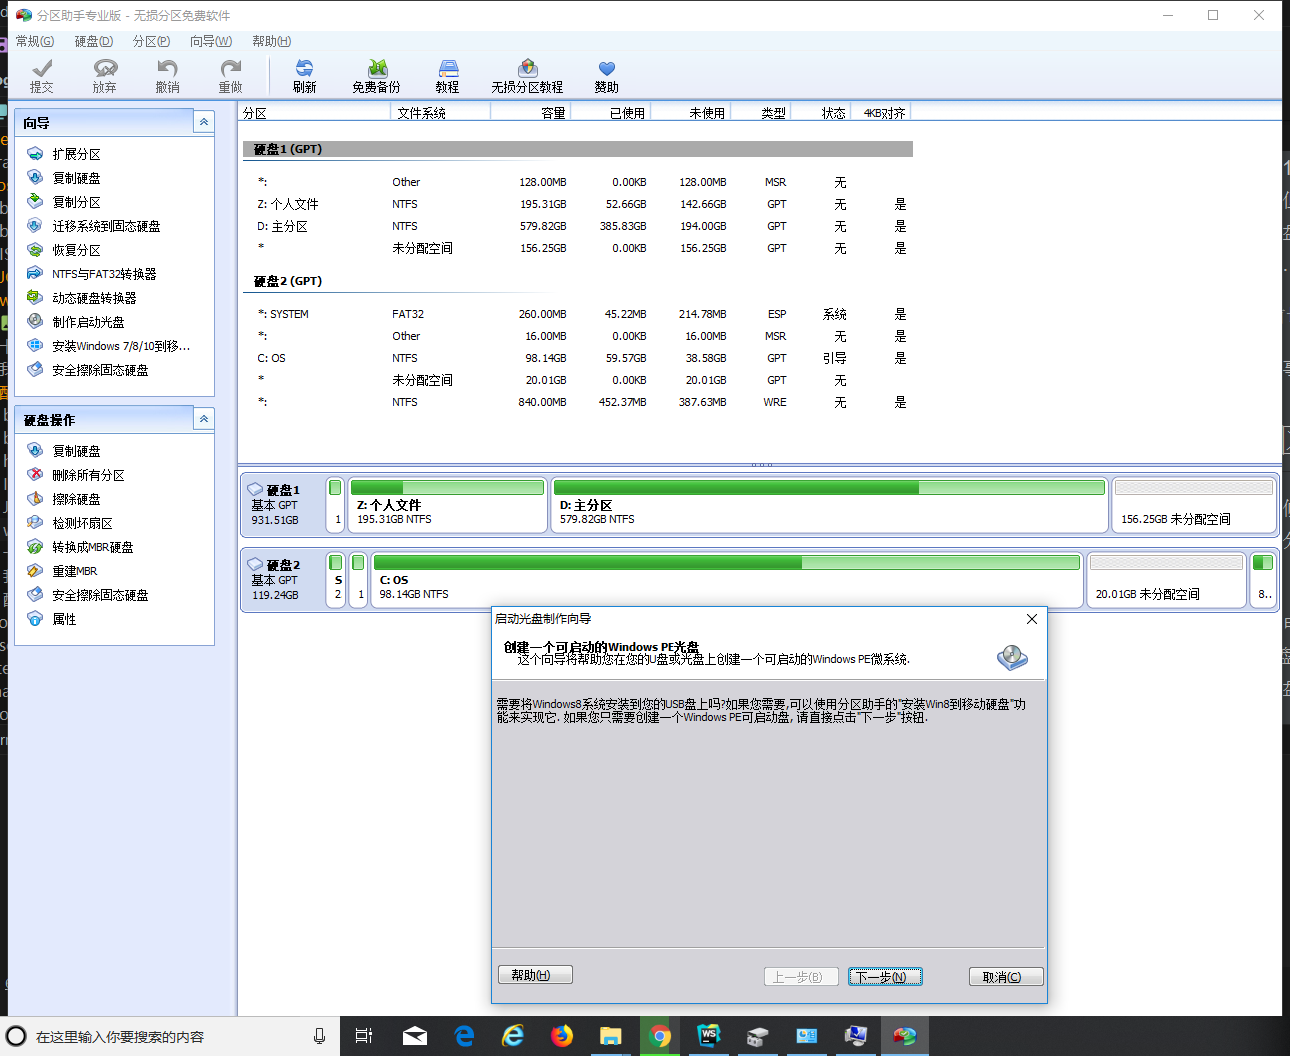 分区助手专业版 - 无损分区免费软件
常规(G) 硬盘(D) 分区(P) 向导(W) 帮助(H)
提交 放弃 撤销 重做 刷新 免费备份 教程 无损分区教程 赞助
向导
扩展分区
复制硬盘
复制分区
迁移系统到固态硬盘
恢复分区
NTFS与FAT32转换器
动态硬盘转换器
制作启动光盘
安装Windows 7/8/10到移...
安全擦除固态硬盘
硬盘操作
复制硬盘
删除所有分区
擦除硬盘
检测坏扇区
转换成MBR硬盘
重建MBR
安全擦除固态硬盘
属性
分区 文件系统 容量 已使用 未使用 类型 状态 4KB对齐
硬盘1 (GPT)
*: Other 128.00MB 0.00KB 128.00MB MSR 无
Z: 个人文件 NTFS 195.31GB 52.66GB 142.66GB GPT 无 是
D: 主分区 NTFS 579.82GB 385.83GB 194.00GB GPT 无 是
* 未分配空间 156.25GB 0.00KB 156.25GB GPT 无 是
硬盘2 (GPT)
*: SYSTEM FAT32 260.00MB 45.22MB 214.78MB ESP 系统 是
*: Other 16.00MB 0.00KB 16.00MB MSR 无 是
C: OS NTFS 98.14GB 59.57GB 38.58GB GPT 引导 是
* 未分配空间 20.01GB 0.00KB 20.01GB GPT 无
*: NTFS 840.00MB 452.37MB 387.63MB WRE 无 是
硬盘1
基本 GPT
931.51GB
1
Z: 个人文件
195.31GB NTFS
D: 主分区
579.82GB NTFS
156.25GB 未分配空间
硬盘2
基本 GPT
119.24GB
S
2
1
C: OS
98.14GB NTFS
20.01GB 未分配空间
8..
启动光盘制作向导
创建一个可启动的Windows PE光盘
这个向导将帮助您在您的U盘或光盘上创建一个可启动的Windows PE微系统.
需要将Windows8系统安装到您的USB盘上吗?如果您需要,可以使用分区助手的"安装Win8到移动硬盘"功
能来实现它. 如果您只需要创建一个Windows PE可启动盘, 请直接点击"下一步"按钮.
帮助(H) 上一步(B) 下一步(N) 取消(C)
在这里输入你要搜索的内容
WS